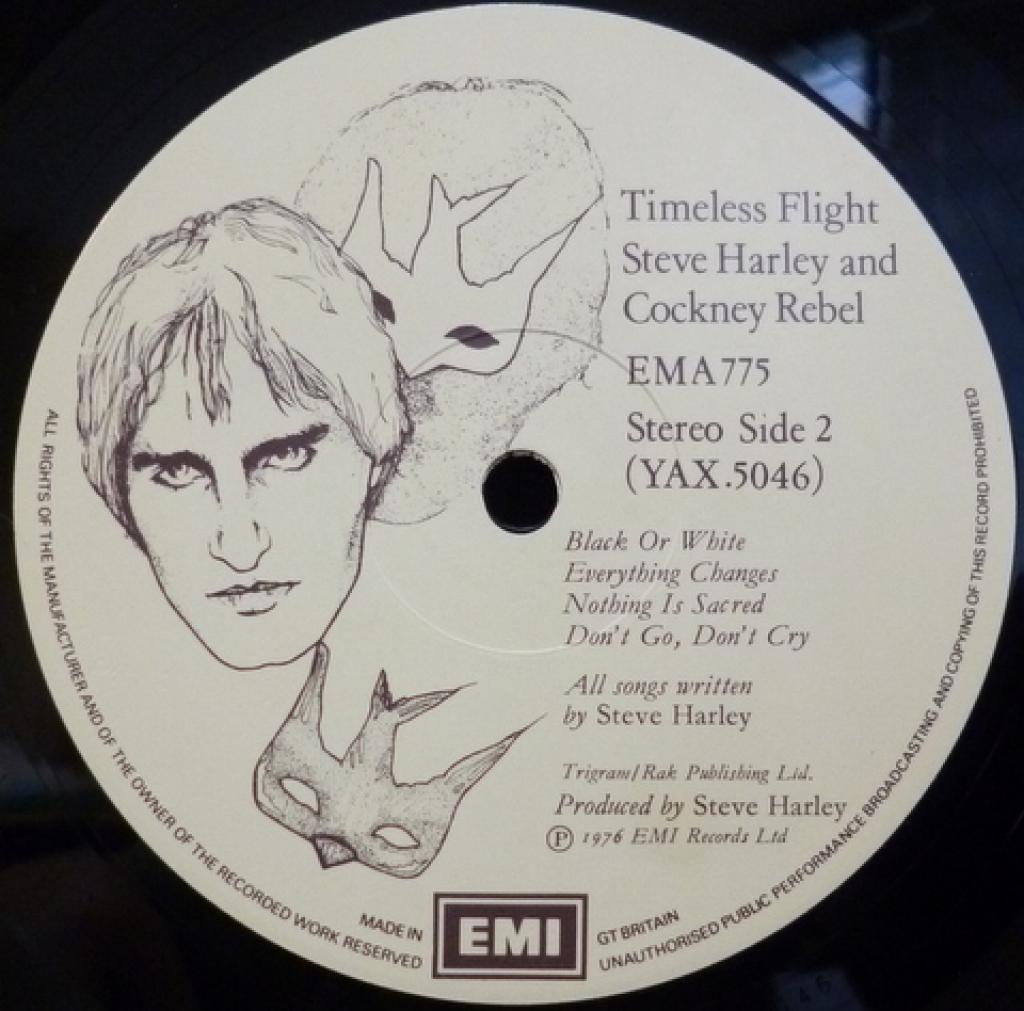 Timeless Flight
Steve Harley and
Cockney Rebel
EMA775
Stereo Side 2
(YAX.5046)
Black Or White
Everything Changes
Nothing Is Sacred
Don't Go, Don't Cry
All songs written
by Steve Harley
Trigram/Rak Publishing Ltd.
Produced by Steve Harley
Ⓟ 1976 EMI Records Ltd
ALL RIGHTS OF THE MANUFACTURER AND OF THE OWNER OF THE RECORDED WORK RESERVED
MADE IN
EMI
GT BRITAIN
UNAUTHORISED PUBLIC PERFORMANCE BROADCASTING AND COPYING OF THIS RECORD PROHIBITED